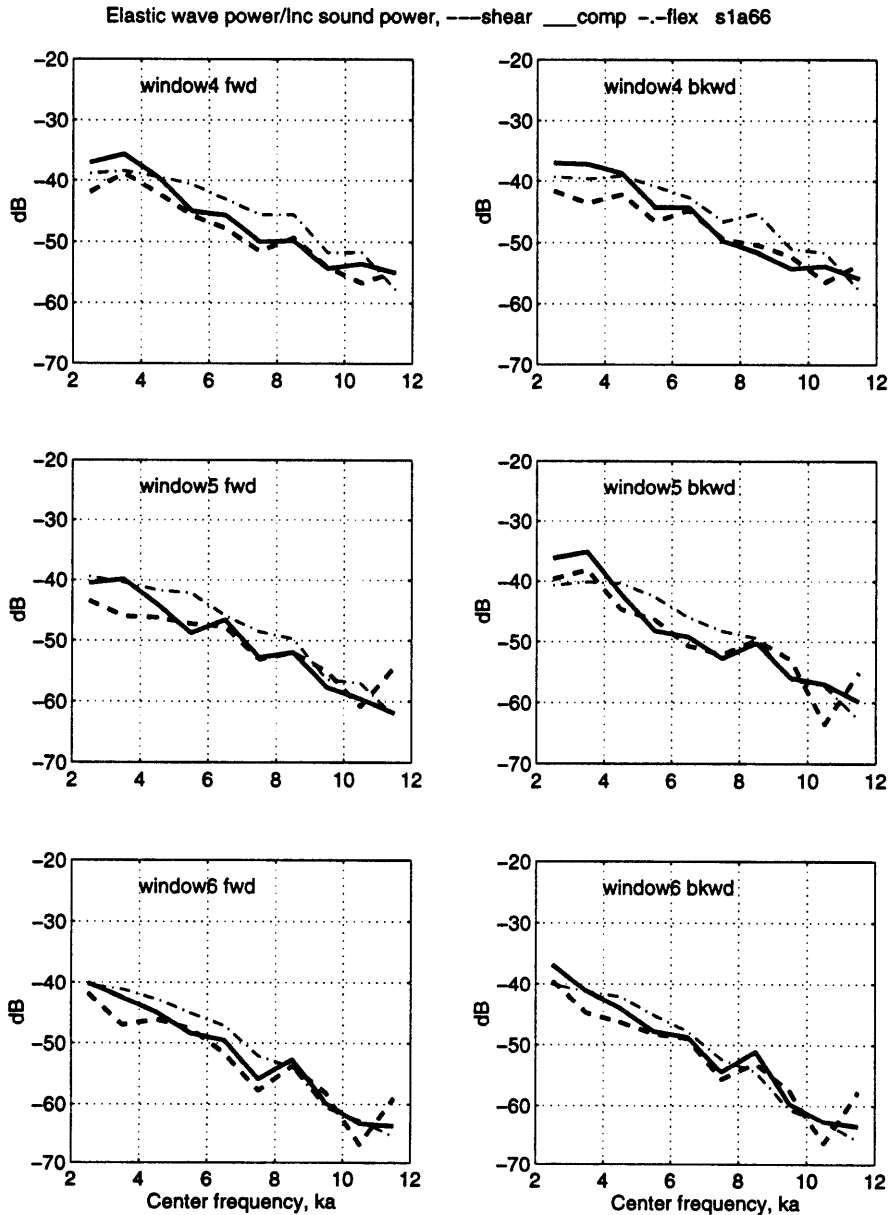 Elastic wave power/Inc sound power, ---shear ___comp -.-flex s1a66
window4 fwd
dB
-20
-30
-40
-50
-60
-70
2 4 6 8 10 12
window4 bkwd
dB
-20
-30
-40
-50
-60
-70
2 4 6 8 10 12
window5 fwd
dB
-20
-30
-40
-50
-60
-70
2 4 6 8 10 12
window5 bkwd
dB
-20
-30
-40
-50
-60
-70
2 4 6 8 10 12
window6 fwd
dB
-20
-30
-40
-50
-60
-70
2 4 6 8 10 12
Center frequency, ka
window6 bkwd
dB
-20
-30
-40
-50
-60
-70
2 4 6 8 10 12
Center frequency, ka